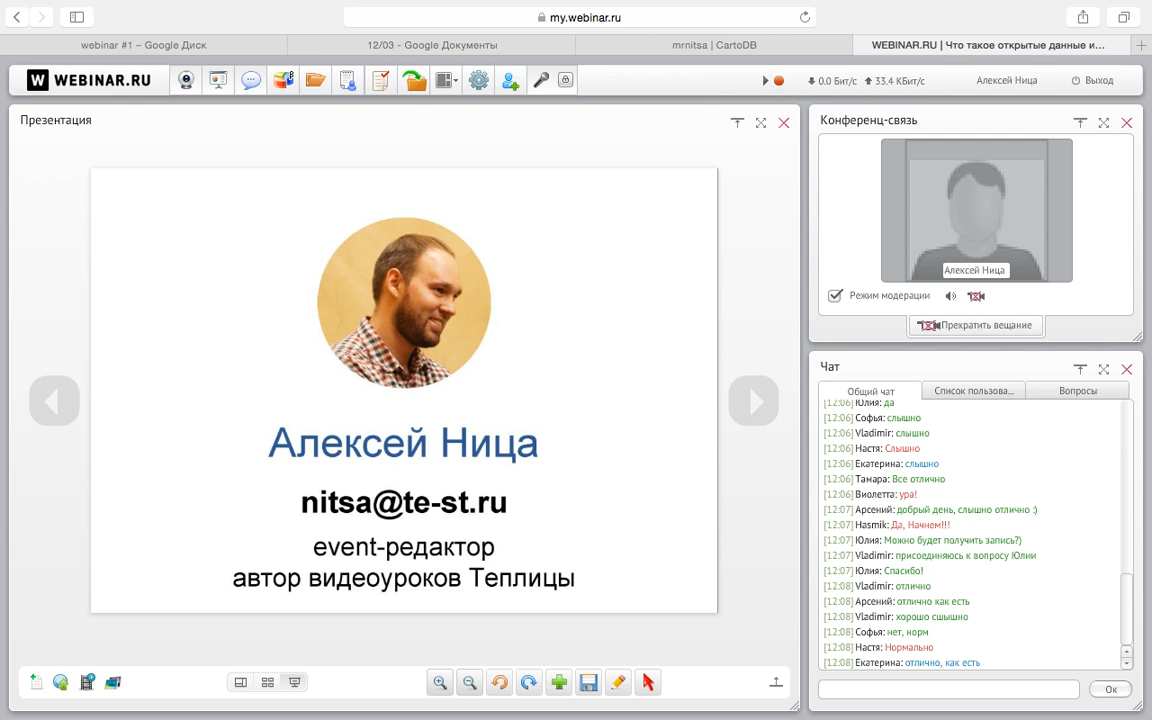 my.webinar.ru
webinar #1 – Google Диск
12/03 - Google Документы
mrnitsa | CartoDB
WEBINAR.RU | Что такое открытые данные и...
W WEBINAR.RU
0.0 Бит/с
33.4 КБит/с
Алексей Ница
Выход
Презентация
Алексей Ница
nitsa@te-st.ru
event-редактор
автор видеоуроков Теплицы
Конференц-связь
Алексей Ница
Режим модерации
Прекратить вещание
Чат
Общий чат
Список пользова...
Вопросы
[12:06] Юлия: да
[12:06] Софья: слышно
[12:06] Vladimir: слышно
[12:06] Настя: Слышно
[12:06] Екатерина: слышно
[12:06] Тамара: Все отлично
[12:06] Виолетта: ура!
[12:07] Арсений: добрый день, слышно отлично :)
[12:07] Hasmik: Да, Начнем!!!
[12:07] Юлия: Можно будет получить запись?)
[12:07] Vladimir: присоединяюсь к вопросу Юлии
[12:07] Юлия: Спасибо!
[12:08] Vladimir: отлично
[12:08] Арсений: отлично как есть
[12:08] Vladimir: хорошо сшышно
[12:08] Софья: нет, норм
[12:08] Настя: Нормально
[12:08] Екатерина: отлично, как есть
Ок